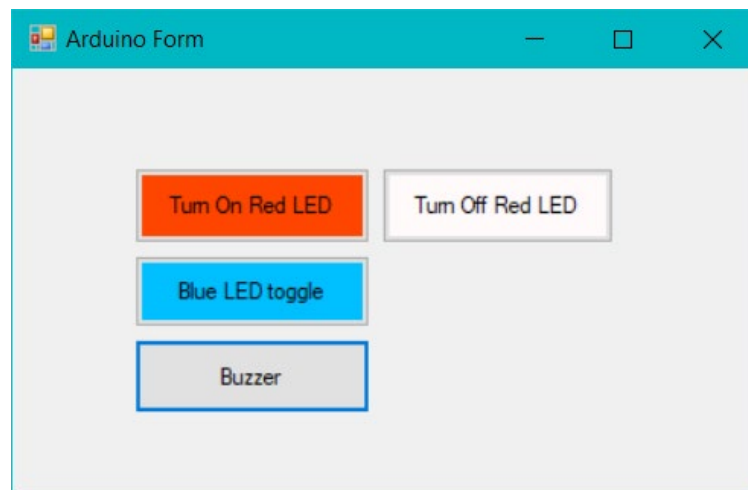 Arduino Form
Turn On Red LED
Turn Off Red LED
Blue LED toggle
Buzzer